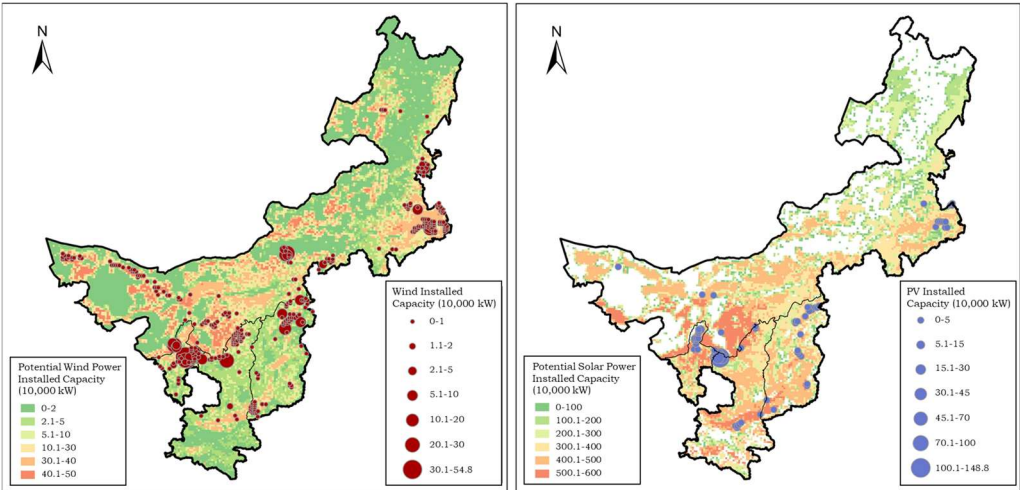 N
Wind Installed
Capacity (10,000 kW)
0-1
1.1-2
2.1-5
5.1-10
10.1-20
20.1-30
30.1-54.8
Potential Wind Power
Installed Capacity
(10,000 kW)
0-2
2.1-5
5.1-10
10.1-30
30.1-40
40.1-50
N
PV Installed
Capacity (10,000 kW)
0-5
5.1-15
15.1-30
30.1-45
45.1-70
70.1-100
100.1-148.8
Potential Solar Power
Installed Capacity
(10,000 kW)
0-100
100.1-200
200.1-300
300.1-400
400.1-500
500.1-600